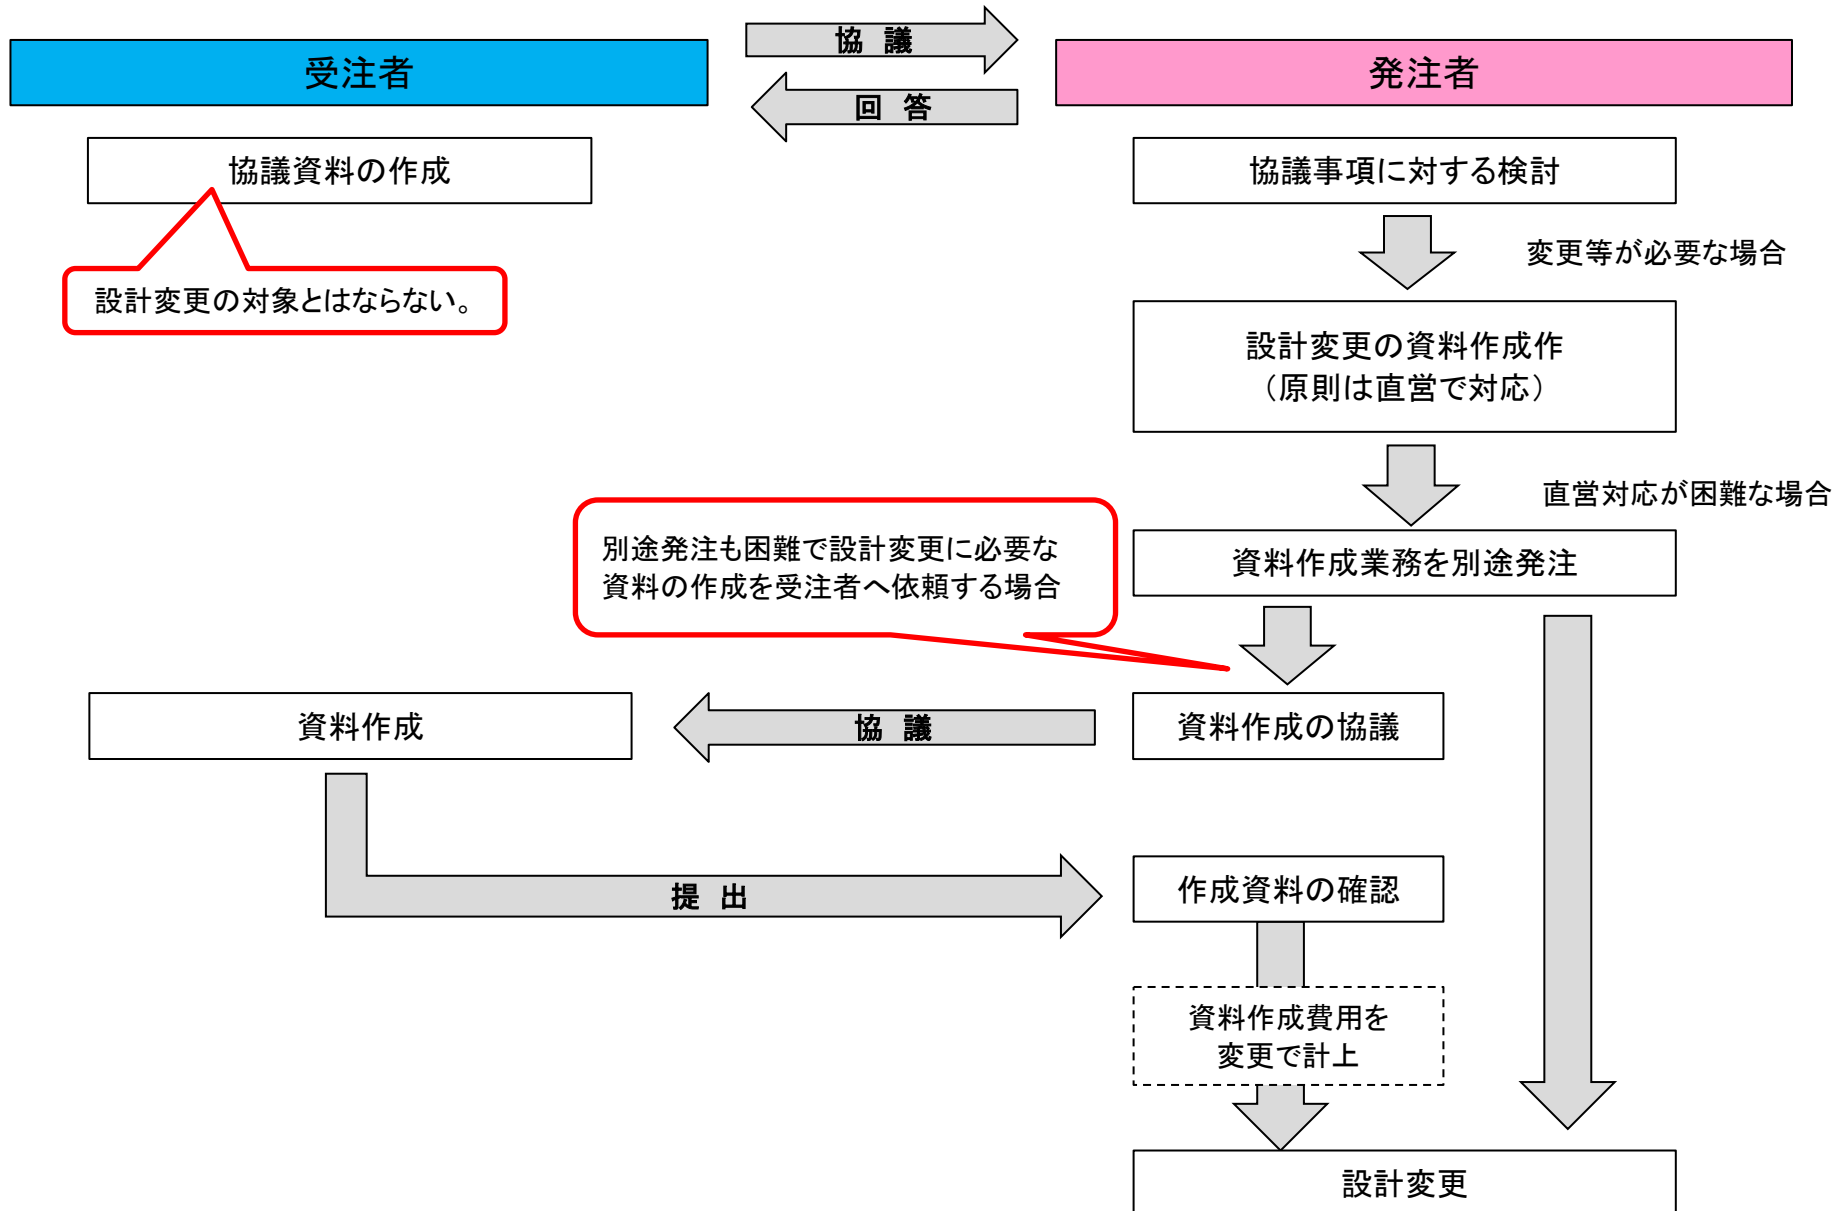 協 議
受注者
発注者
回 答
協議資料の作成
協議事項に対する検討
変更等が必要な場合
設計変更の対象とはならない。
設計変更の資料作成作
（原則は直営で対応）
直営対応が困難な場合
別途発注も困難で設計変更に必要な
資料の作成を受注者へ依頼する場合
資料作成業務を別途発注
資料作成
協 議
資料作成の協議
提 出
作成資料の確認
資料作成費用を
変更で計上
設計変更